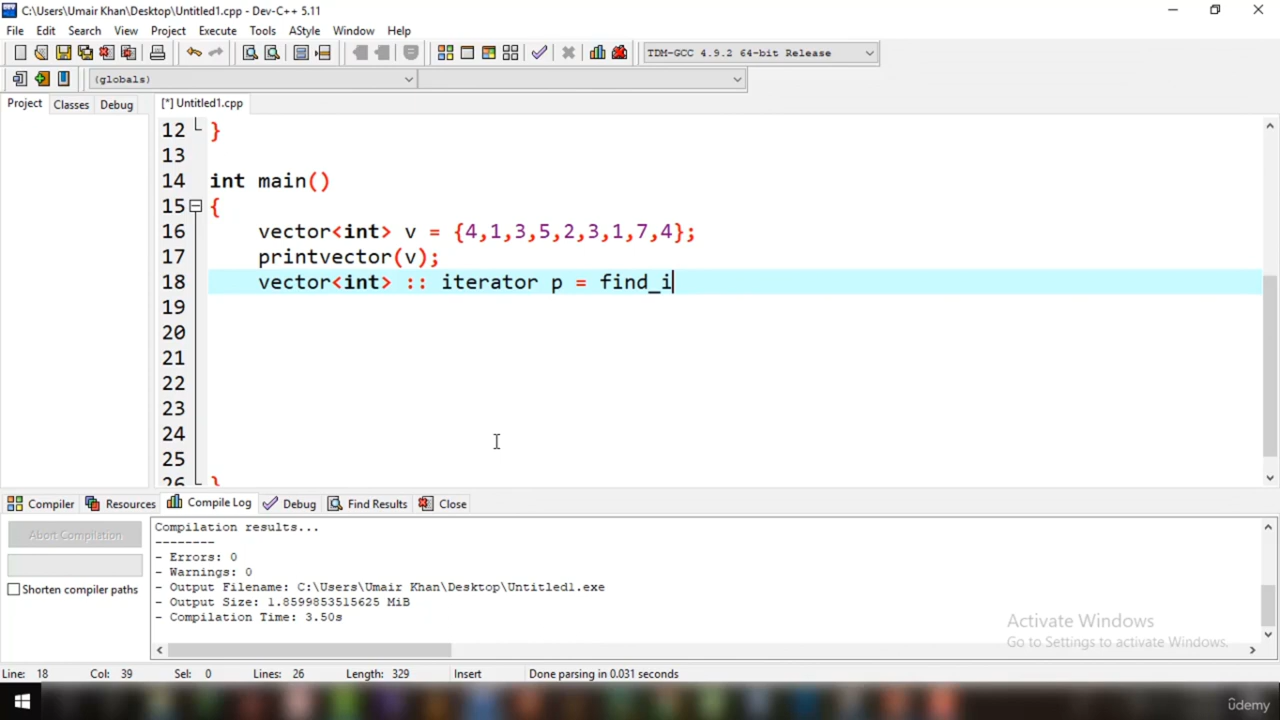 C:\Users\Umair Khan\Desktop\Untitled1.cpp - Dev-C++ 5.11
File Edit Search View Project Execute Tools AStyle Window Help
TDM-GCC 4.9.2 64-bit Release
(globals)
Project Classes Debug [*] Untitled1.cpp
12 }
13
14 int main()
15 {
16 vector<int> v = {4,1,3,5,2,3,1,7,4};
17 printvector(v);
18 vector<int> :: iterator p = find_i
19
20
21
22
23
24
25
26 }
Compiler Resources Compile Log Debug Find Results Close
Abort Compilation
Shorten compiler paths
Compilation results...
--------
- Errors: 0
- Warnings: 0
- Output Filename: C:\Users\Umair Khan\Desktop\Untitled1.exe
- Output Size: 1.8599853515625 MiB
- Compilation Time: 3.50s
Activate Windows
Go to Settings to activate Windows.
Line: 18 Col: 39 Sel: 0 Lines: 26 Length: 329 Insert Done parsing in 0.031 seconds
ûdemy